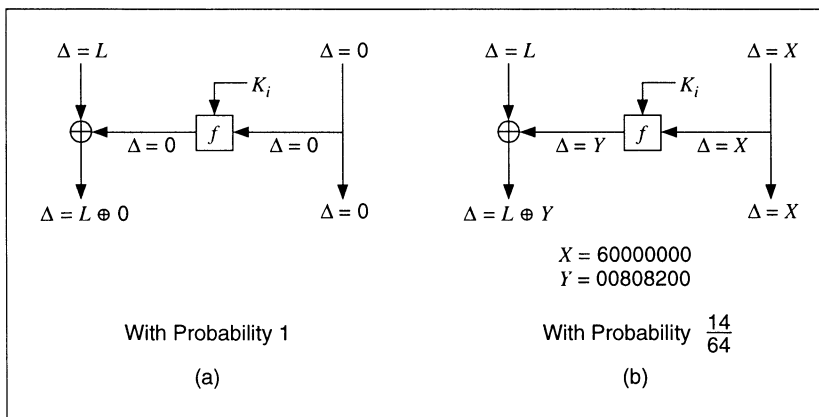 Δ = L
Δ = 0
K_i
f
Δ = 0
Δ = 0
Δ = L ⊕ 0
Δ = 0
With Probability 1
(a)
Δ = L
Δ = X
K_i
f
Δ = Y
Δ = X
Δ = L ⊕ Y
Δ = X
X = 60000000
Y = 00808200
With Probability 14/64
(b)